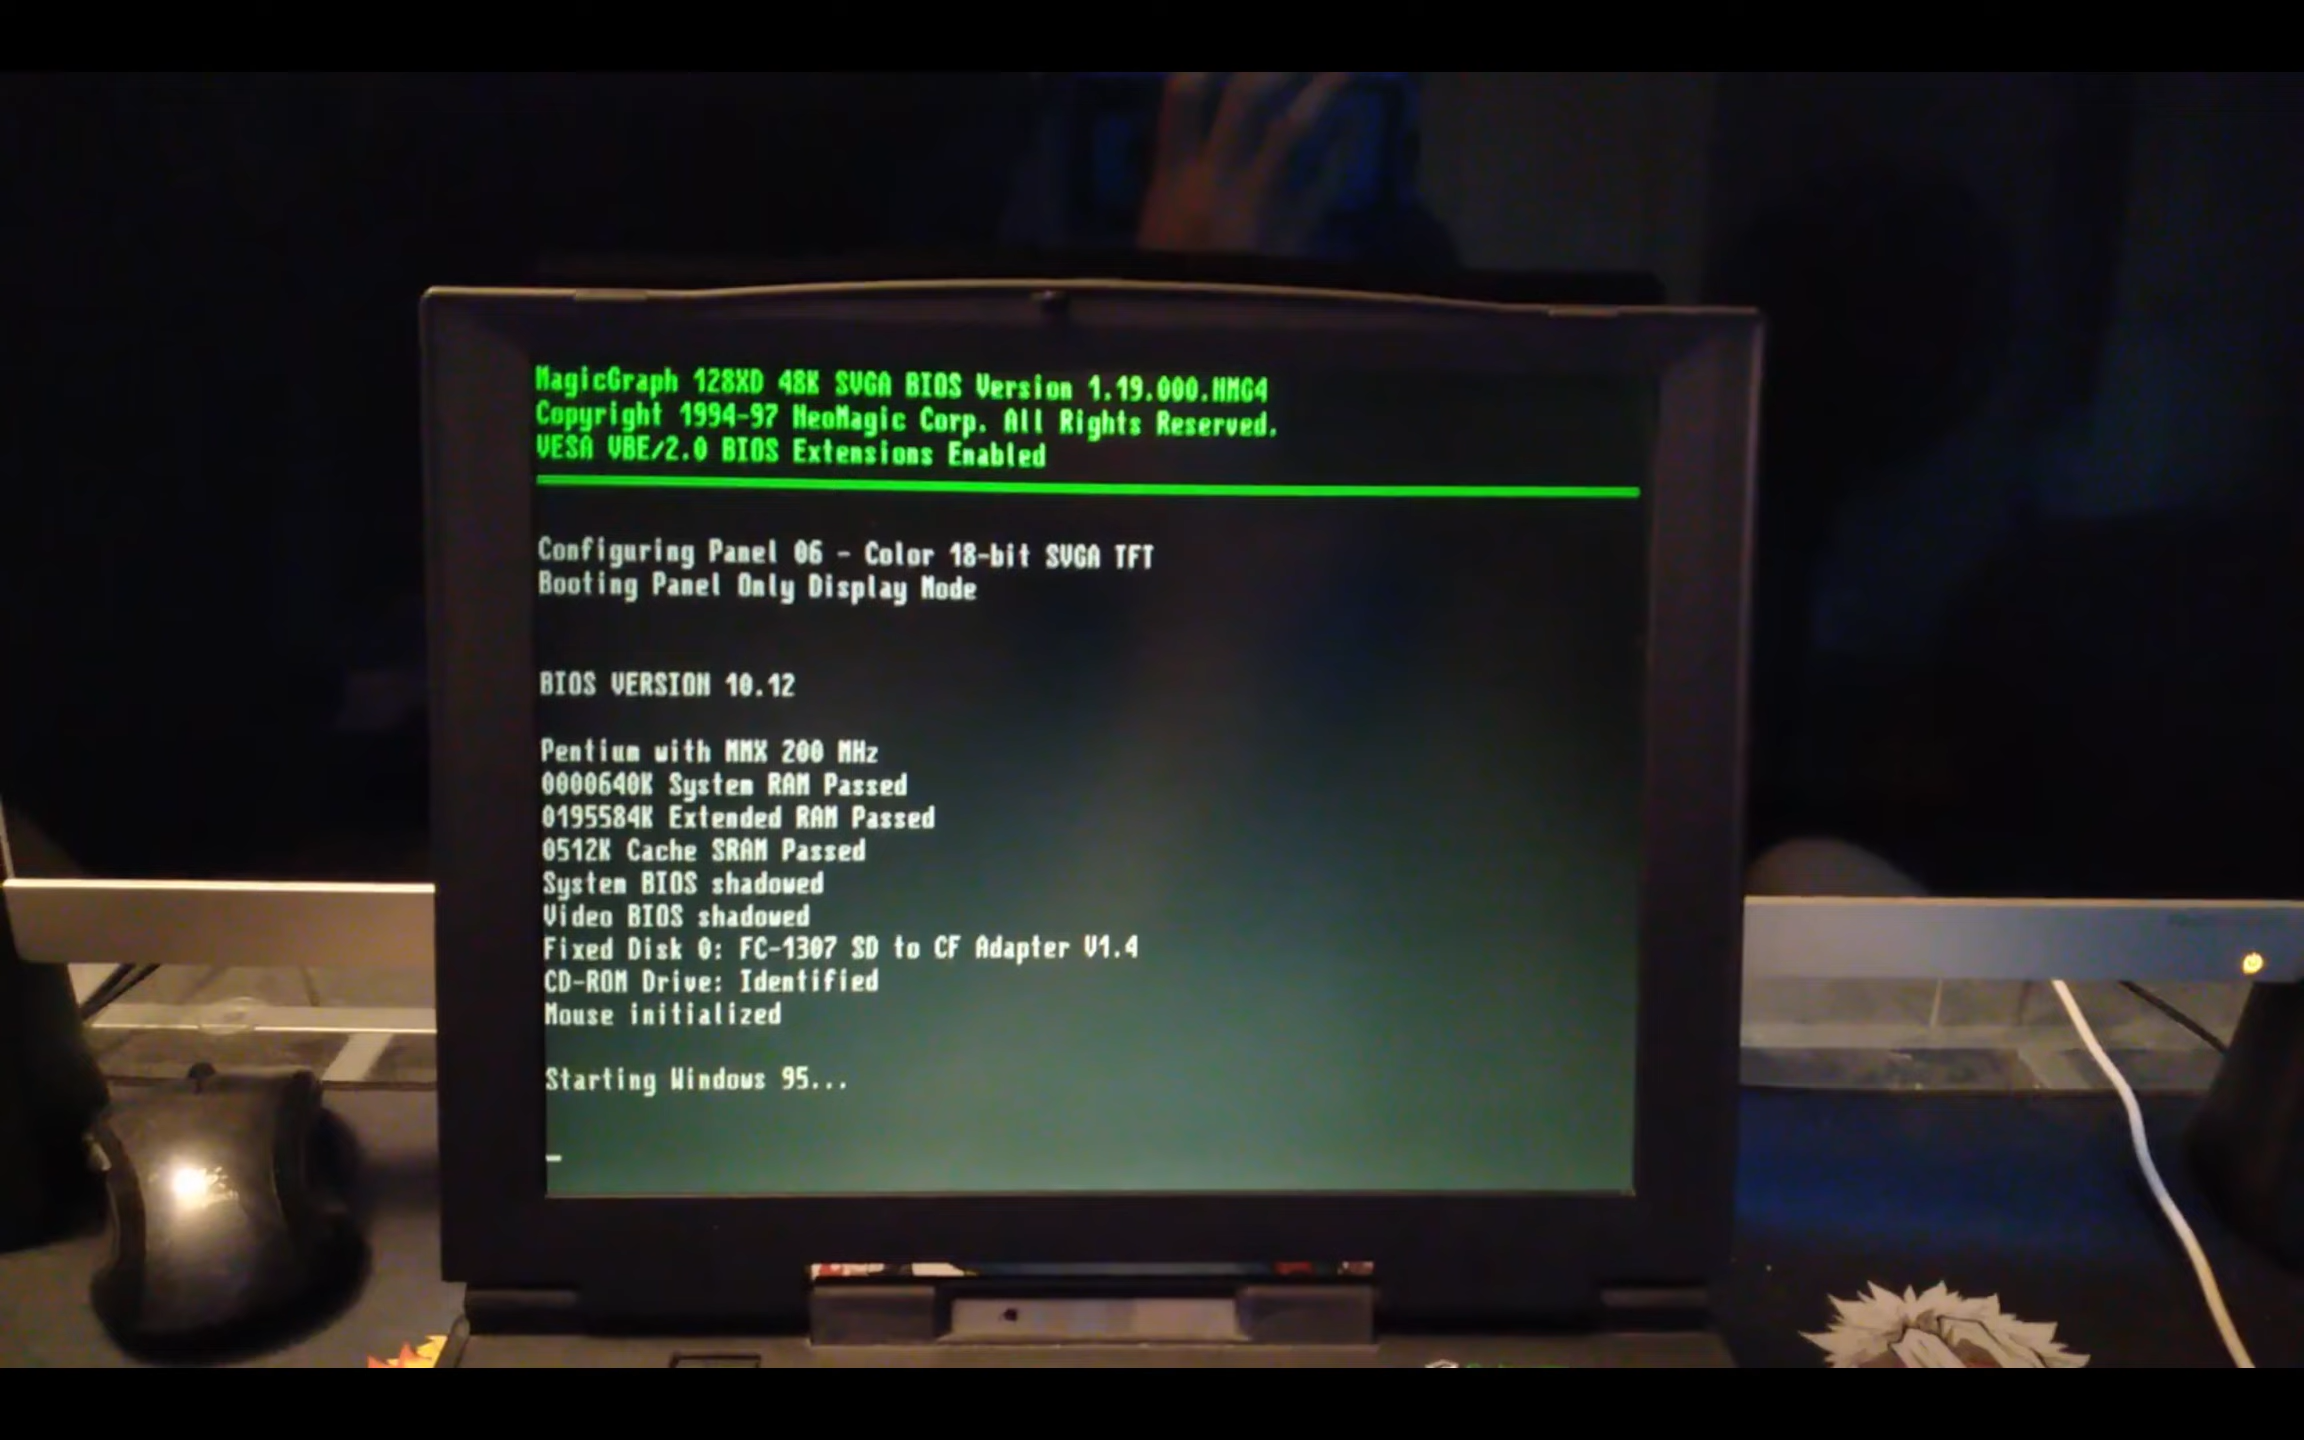 MagicGraph 128XD 48K SVGA BIOS Version 1.19.000.NMG4
Copyright 1994-97 NeoMagic Corp. All Rights Reserved.
VESA VBE/2.0 BIOS Extensions Enabled
Configuring Panel 06 - Color 18-bit SVGA TFT
Booting Panel Only Display Mode
BIOS VERSION 10.12
Pentium with MMX 200 MHz
0000640K System RAM Passed
0195584K Extended RAM Passed
0512K Cache SRAM Passed
System BIOS shadowed
Video BIOS shadowed
Fixed Disk 0: FC-1307 SD to CF Adapter V1.4
CD-ROM Drive: Identified
Mouse initialized
Starting Windows 95...